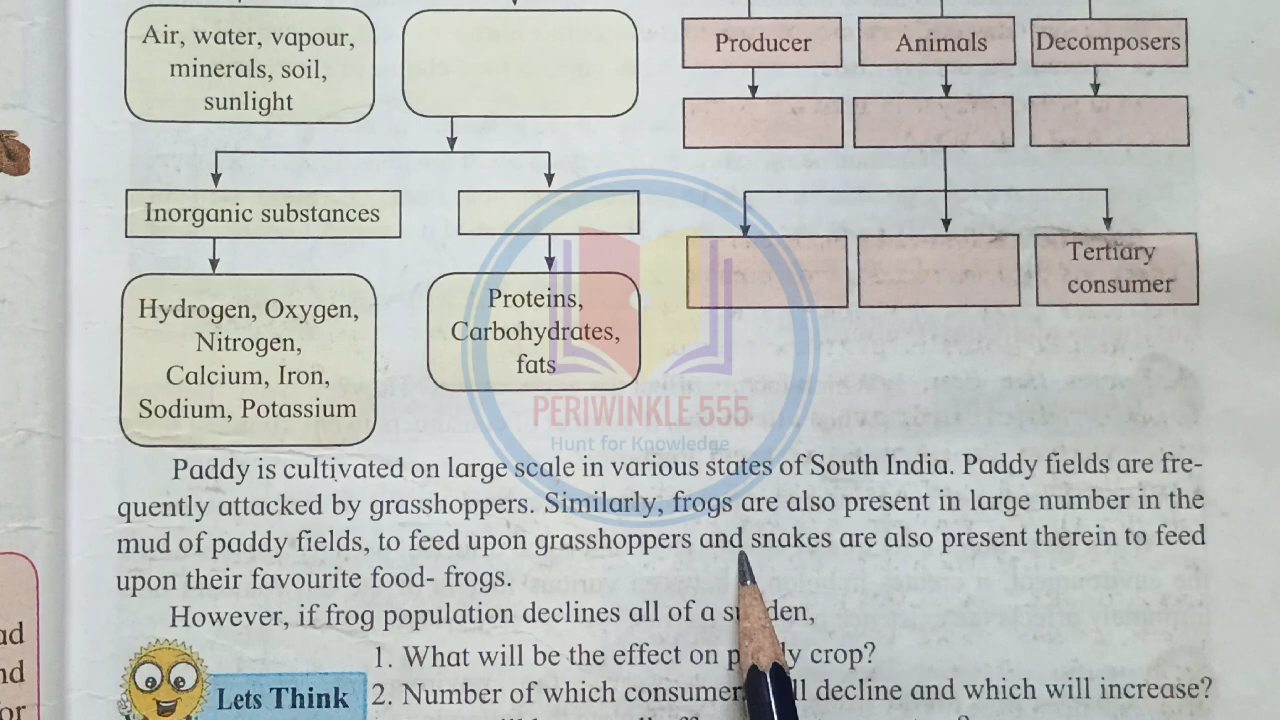 Air, water, vapour,
minerals, soil,
sunlight
Inorganic substances
Hydrogen, Oxygen,
Nitrogen,
Calcium, Iron,
Sodium, Potassium
Proteins,
Carbohydrates,
fats
Producer
Animals
Decomposers
Tertiary
consumer
PERIWINKLE 555
Hunt for Knowledge
Paddy is cultivated on large scale in various states of South India. Paddy fields are fre-
quently attacked by grasshoppers. Similarly, frogs are also present in large number in the
mud of paddy fields, to feed upon grasshoppers and snakes are also present therein to feed
upon their favourite food- frogs.
However, if frog population declines all of a sudden,
1. What will be the effect on paddy crop?
Lets Think
2. Number of which consumer will decline and which will increase?